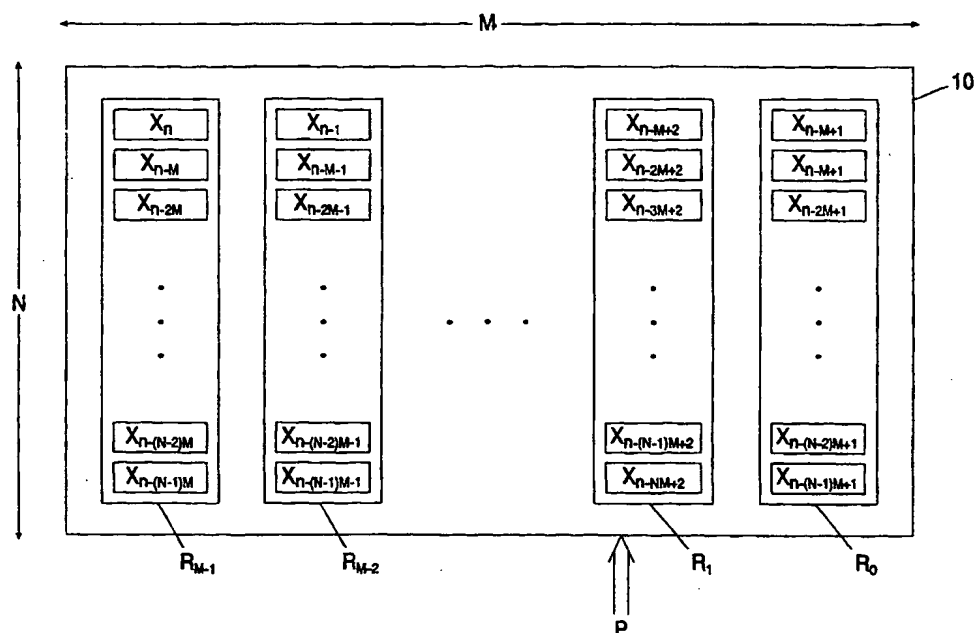 M
10
N
Xn Xn-1 Xn-M+2 Xn-M+1
Xn-M Xn-M-1 Xn-2M+2 Xn-M+1
Xn-2M Xn-2M-1 Xn-3M+2 Xn-2M+1
Xn-(N-2)M Xn-(N-2)M-1 Xn-(N-1)M+2 Xn-(N-2)M+1
Xn-(N-1)M Xn-(N-1)M-1 Xn-NM+2 Xn-(N-1)M+1
RM-1 RM-2 R1 R0
P